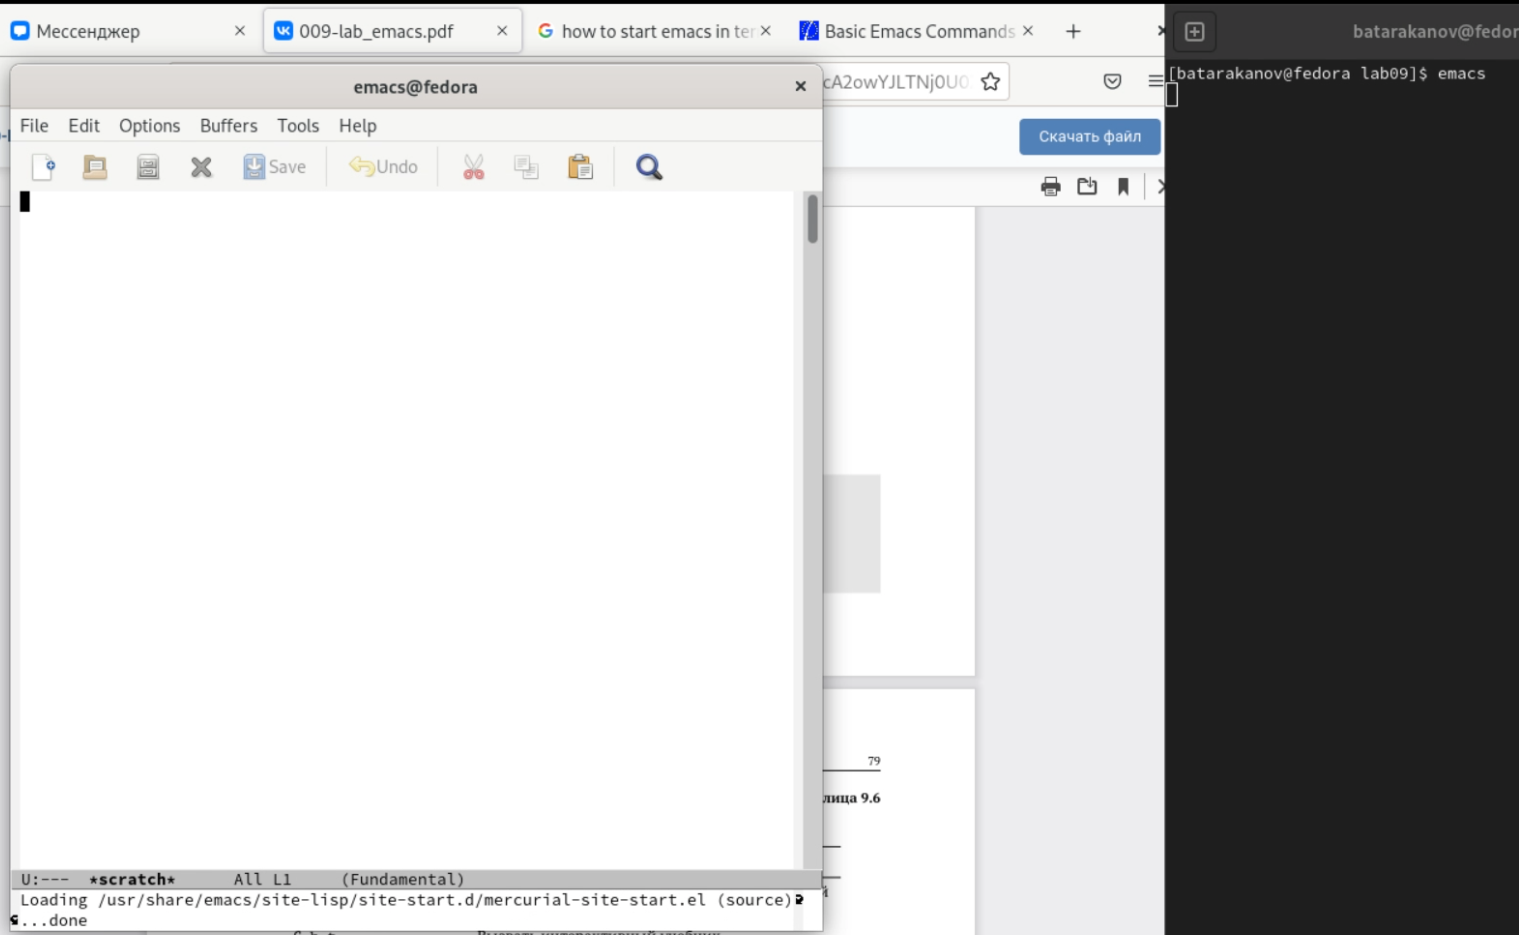 Мессенджер
009-lab_emacs.pdf
how to start emacs in ter
Basic Emacs Commands
batarakanov@fedor
emacs@fedora
cA2owYJLTNj0U0
[batarakanov@fedora lab09]$ emacs
File Edit Options Buffers Tools Help
Скачать файл
Save Undo
79
лица 9.6
U:--- *scratch* All L1 (Fundamental)
Loading /usr/share/emacs/site-lisp/site-start.d/mercurial-site-start.el (source)
...done